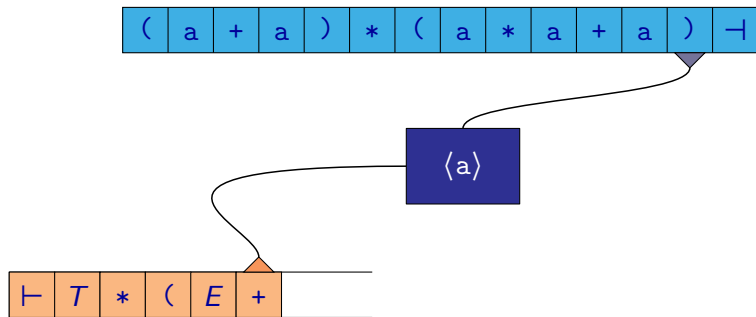 ( a + a ) * ( a * a + a ) ⊣
⟨a⟩
⊢ T * ( E +